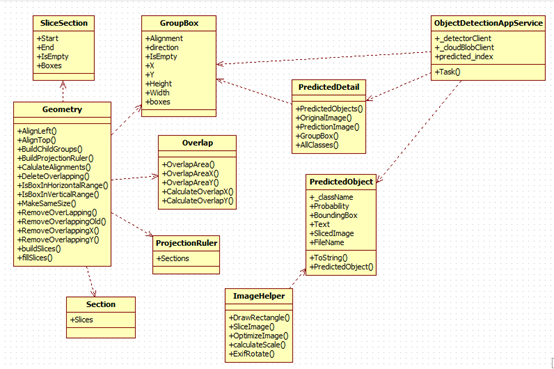 SliceSection
+Start
+End
+IsEmpty
+Boxes
GroupBox
+Alignment
+direction
+IsEmpty
+X
+Y
+Height
+Width
+boxes
ObjectDetectionAppService
+_detectorClient
+_cloudBlobClient
+predicted_index
+Task()
PredictedDetail
+PredictedObjects()
+OriginalImage()
+PredictionImage()
+GroupBox()
+AllClasses()
Geometry
+AlignLeft()
+AlignTop()
+BuildChildGroups()
+BuildProjectionRuler()
+CalulateAlignments()
+DeleteOverlapping()
+IsBoxInHorizontalRange()
+IsBoxInVerticalRange()
+MakeSameSize()
+RemoveOverLapping()
+RemoveOverlappingOld()
+RemoveOverlappingX()
+RemoveOverlappingY()
+buildSlices()
+fillSlices()
Overlap
+OverlapArea()
+OverlapAreaX()
+OverlapAreaY()
+CalculateOverlapX()
+CalculateOverlapY()
PredictedObject
+_className
+Probability
+BoundingBox
+Text
+SlicedImage
+FileName
+ToString()
+PredictedObject()
ProjectionRuler
+Sections
Section
+Slices
ImageHelper
+DrawRectangle()
+SliceImage()
+OptimizeImage()
+calculateScale()
+ExifRotate()